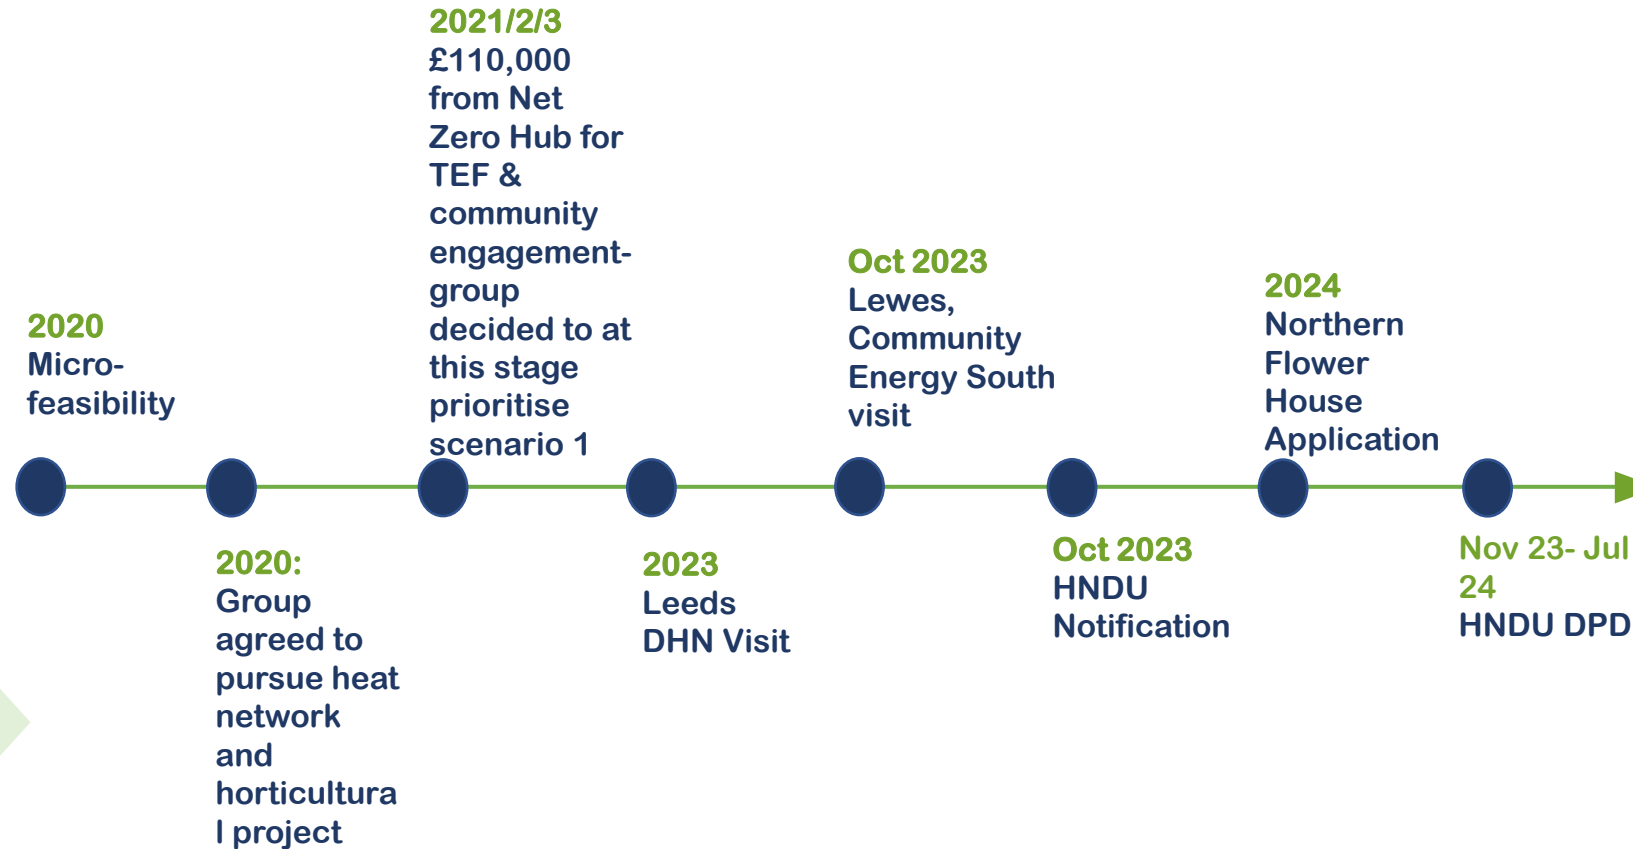 2020
Micro-
feasibility
2020:
Group
agreed to
pursue heat
network
and
horticultura
l project
2021/2/3
£110,000
from Net
Zero Hub for
TEF &
community
engagement-
group
decided to at
this stage
prioritise
scenario 1
2023
Leeds
DHN Visit
Oct 2023
Lewes,
Community
Energy South
visit
Oct 2023
HNDU
Notification
2024
Northern
Flower
House
Application
Nov 23- Jul
24
HNDU DPD